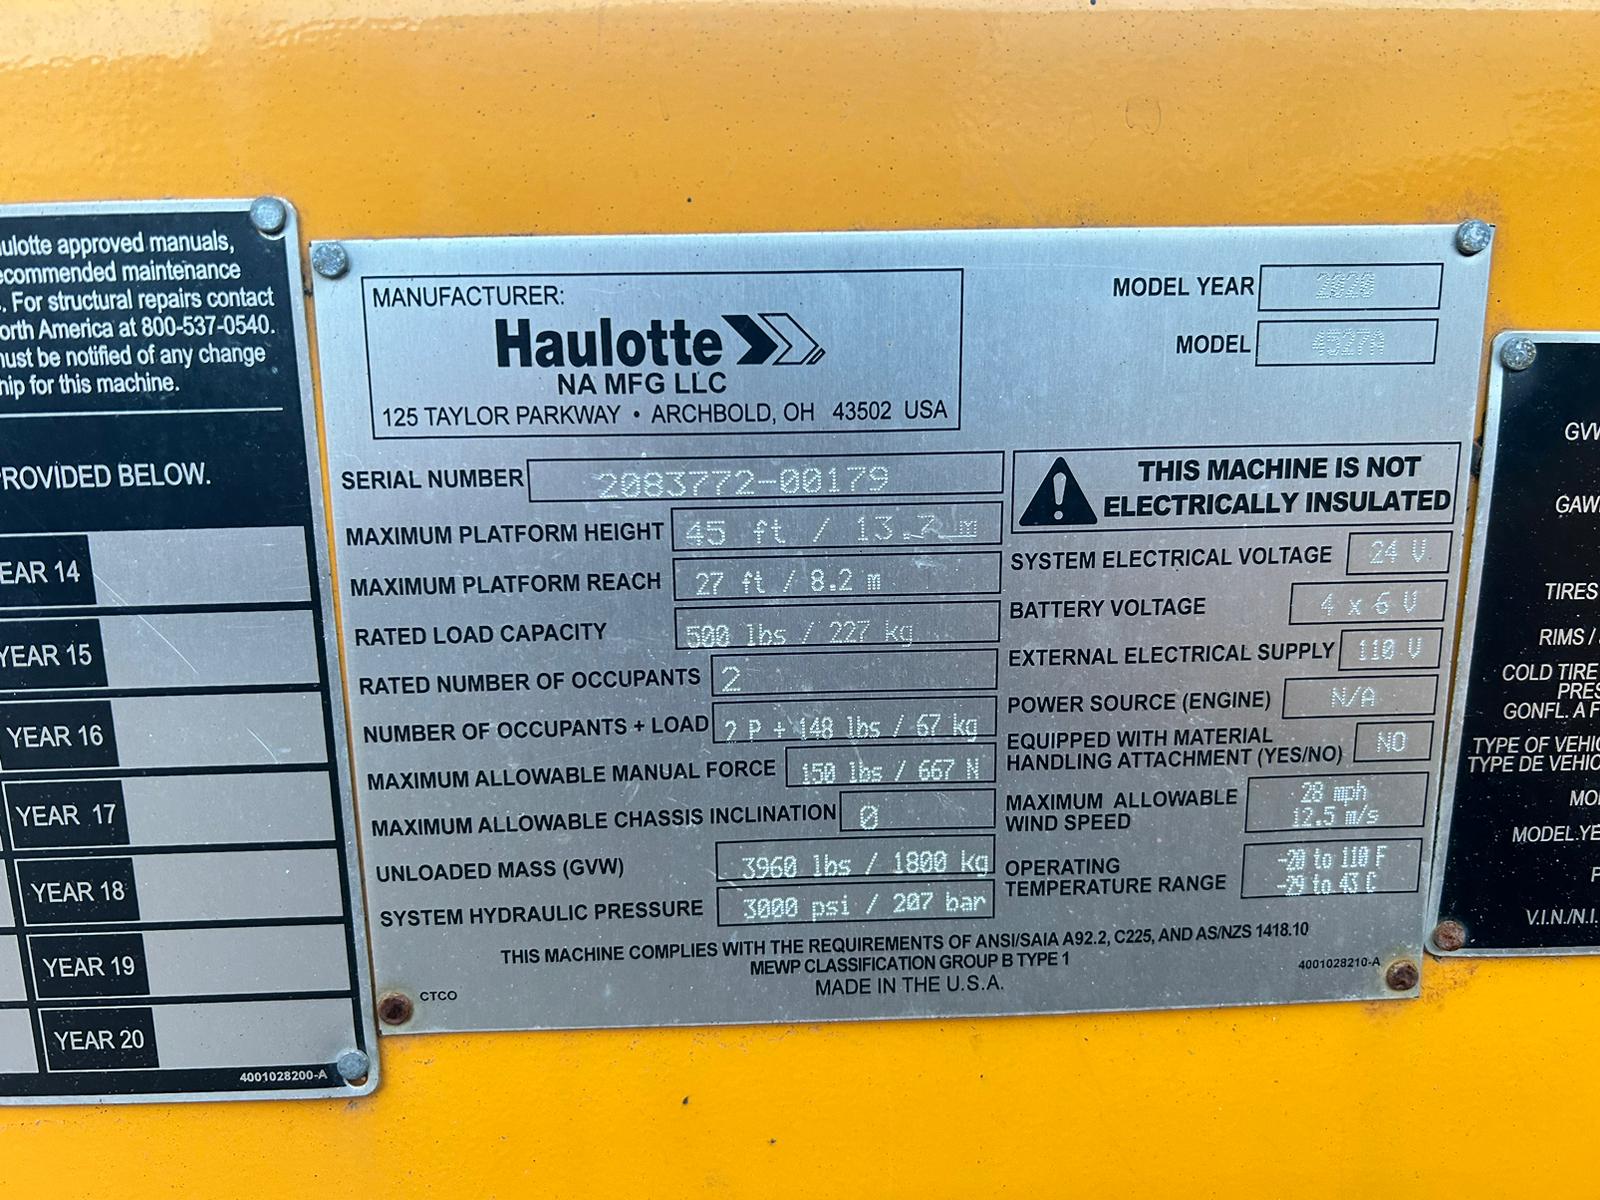 ulotte approved manuals,
ecommended maintenance
. For structural repairs contact
orth America at 800-537-0540.
must be notified of any change
hip for this machine.
ROVIDED BELOW.
EAR 14
YEAR 15
YEAR 16
YEAR 17
YEAR 18
YEAR 19
YEAR 20
4001028200-A
MANUFACTURER:
Haulotte
NA MFG LLC
125 TAYLOR PARKWAY • ARCHBOLD, OH 43502 USA
MODEL YEAR 2020
MODEL 4527A
SERIAL NUMBER 2083772-00179
MAXIMUM PLATFORM HEIGHT 45 ft / 13.7 m
MAXIMUM PLATFORM REACH 27 ft / 8.2 m
RATED LOAD CAPACITY 500 lbs / 227 kg
RATED NUMBER OF OCCUPANTS 2
NUMBER OF OCCUPANTS + LOAD 2 P + 148 lbs / 67 kg
MAXIMUM ALLOWABLE MANUAL FORCE 150 lbs / 667 N
MAXIMUM ALLOWABLE CHASSIS INCLINATION 0
UNLOADED MASS (GVW) 3960 lbs / 1800 kg
SYSTEM HYDRAULIC PRESSURE 3000 psi / 207 bar
THIS MACHINE IS NOT
ELECTRICALLY INSULATED
SYSTEM ELECTRICAL VOLTAGE 24 V
BATTERY VOLTAGE 4 x 6 V
EXTERNAL ELECTRICAL SUPPLY 110 V
POWER SOURCE (ENGINE) N/A
EQUIPPED WITH MATERIAL
HANDLING ATTACHMENT (YES/NO) NO
MAXIMUM ALLOWABLE 28 mph
WIND SPEED 12.5 m/s
OPERATING -20 to 110 F
TEMPERATURE RANGE -29 to 43 C
THIS MACHINE COMPLIES WITH THE REQUIREMENTS OF ANSI/SAIA A92.2, C225, AND AS/NZS 1418.10
MEWP CLASSIFICATION GROUP B TYPE 1
MADE IN THE U.S.A.
CTCO
4001028210-A
GVW
GAW
TIRES
RIMS /
COLD TIRE
PRES
GONFL. A F
TYPE OF VEHIC
TYPE DE VEHIC
MO
MODEL YE
P
V.I.N./N.I.